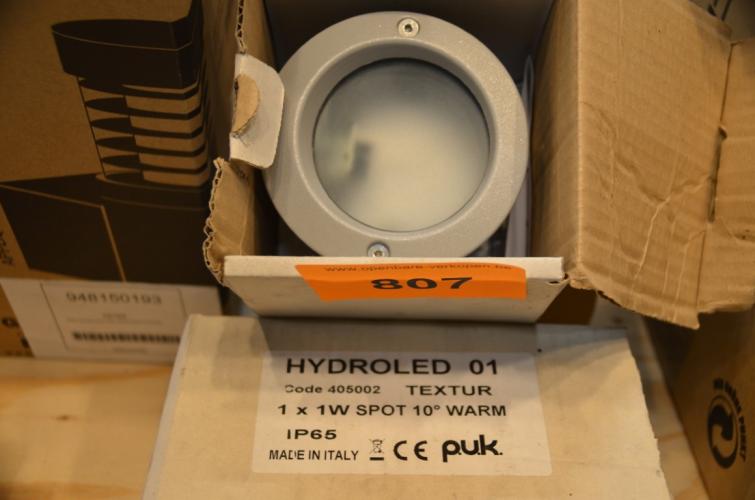 www.openbare-verkopen.be
807
948150193
HYDROLED 01
Code 405002 TEXTUR
1 x 1W SPOT 10° WARM
IP65
MADE IN ITALY CE p.u.k.